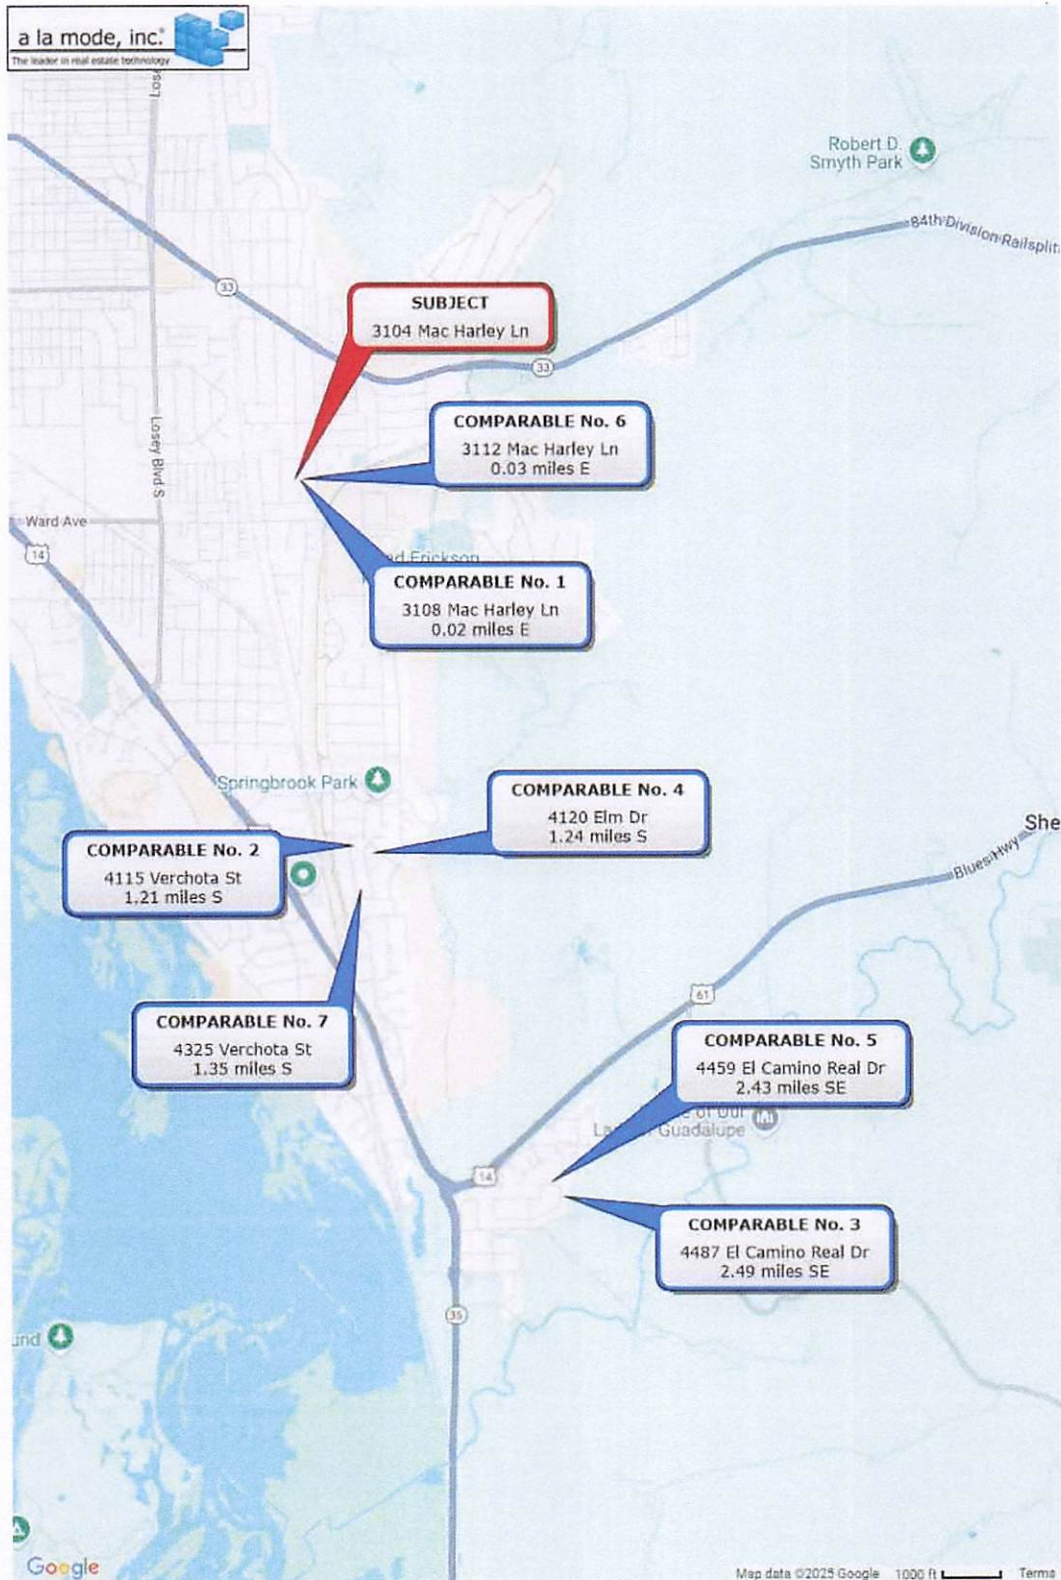 a la mode, inc.
The leader in real estate technology
Robert D.
Smyth Park
84th Division Railsplit
33
SUBJECT
3104 Mac Harley Ln
33
COMPARABLE No. 6
3112 Mac Harley Ln
0.03 miles E
Losey Blvd S
Ward Ave
14
Erickson
COMPARABLE No. 1
3108 Mac Harley Ln
0.02 miles E
Springbrook Park
COMPARABLE No. 4
4120 Elm Dr
1.24 miles S
She
COMPARABLE No. 2
4115 Verchota St
1.21 miles S
Blues Hwy
61
COMPARABLE No. 7
4325 Verchota St
1.35 miles S
COMPARABLE No. 5
4459 El Camino Real Dr
2.43 miles SE
of Our
Guadalupe
14
COMPARABLE No. 3
4487 El Camino Real Dr
2.49 miles SE
35
und
Google
Map data ©2025 Google
1000 ft
Terms